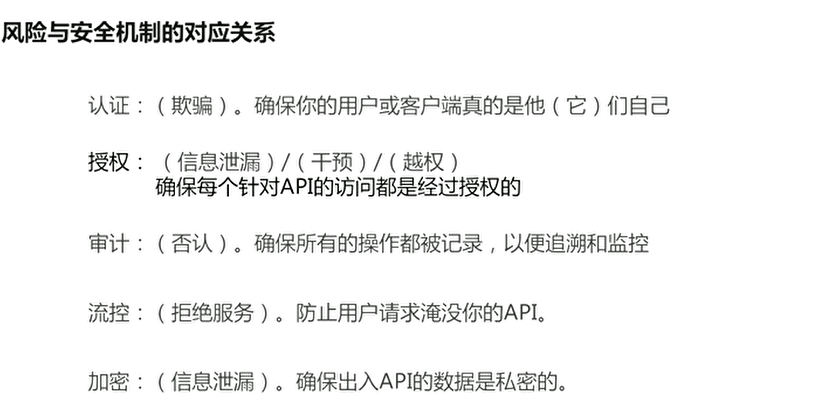 风险与安全机制的对应关系
认证：（欺骗）。确保你的用户或客户端真的是他（它）们自己
授权：（信息泄漏）/（干预）/（越权）
确保每个针对API的访问都是经过授权的
审计：（否认）。确保所有的操作都被记录，以便追溯和监控
流控：（拒绝服务）。防止用户请求淹没你的API。
加密：（信息泄漏）。确保出入API的数据是私密的。